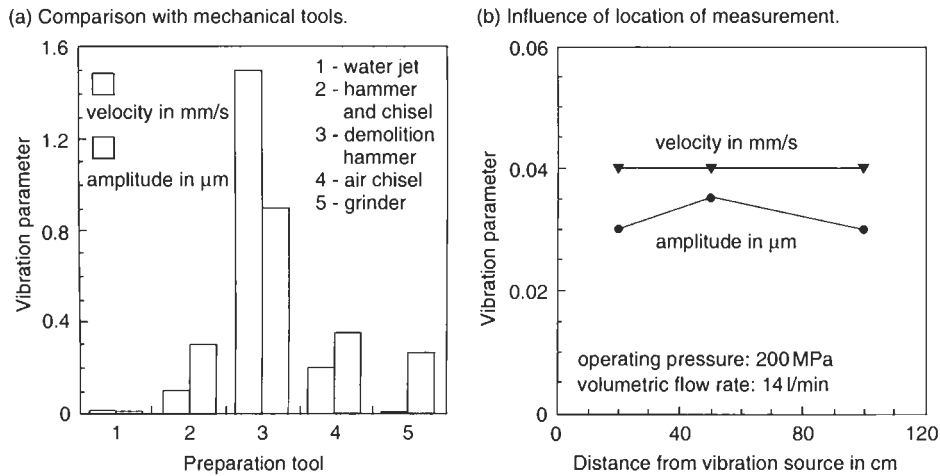 (a) Comparison with mechanical tools.
1.6
1.2
0.8
0.4
0
Vibration parameter
velocity in mm/s
amplitude in μm
1 - water jet
2 - hammer
and chisel
3 - demolition
hammer
4 - air chisel
5 - grinder
1 2 3 4 5
Preparation tool
(b) Influence of location of measurement.
0.06
0.04
0.02
0
Vibration parameter
velocity in mm/s
amplitude in μm
operating pressure: 200 MPa
volumetric flow rate: 14 l/min
0 40 80 120
Distance from vibration source in cm